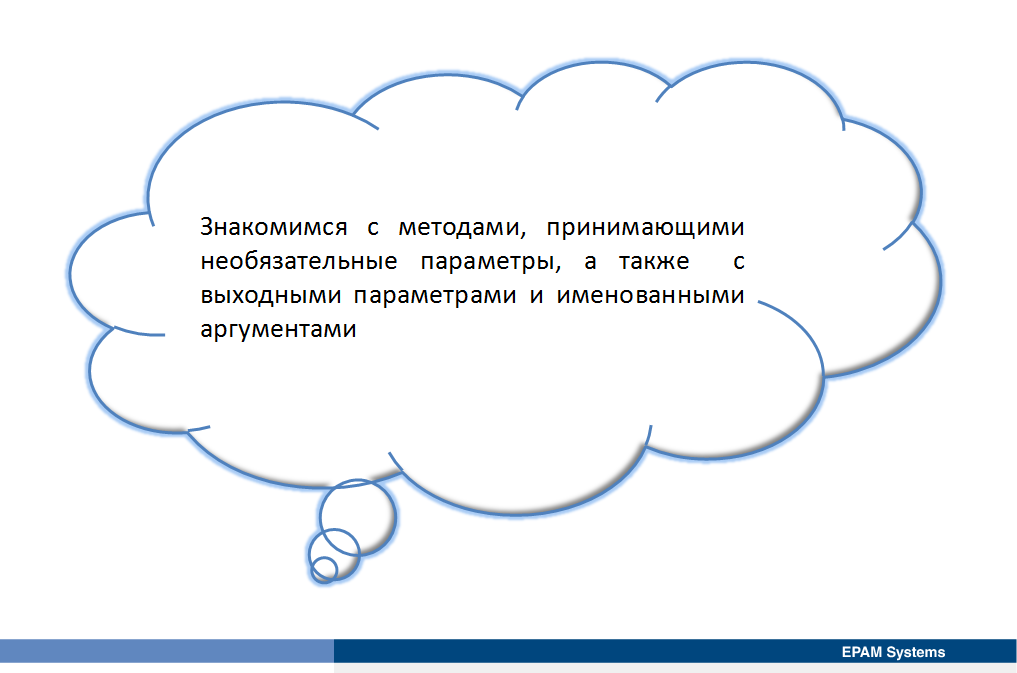 Знакомимся с методами, принимающими
необязательные параметры, а также с
выходными параметрами и именованными
аргументами
EPAM Systems